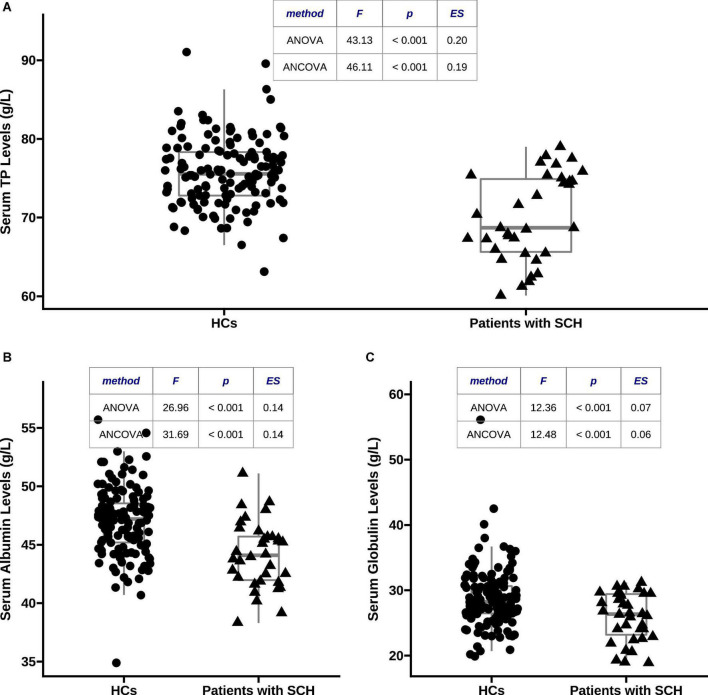 A
method F p ES
ANOVA 43.13 < 0.001 0.20
ANCOVA 46.11 < 0.001 0.19
Serum TP Levels (g/L)
90
80
70
60
HCs Patients with SCH
B
method F p ES
ANOVA 26.96 < 0.001 0.14
ANCOVA 31.69 < 0.001 0.14
Serum Albumin Levels (g/L)
55
50
45
40
35
HCs Patients with SCH
C
method F p ES
ANOVA 12.36 < 0.001 0.07
ANCOVA 12.48 < 0.001 0.06
Serum Globulin Levels (g/L)
60
50
40
30
20
HCs Patients with SCH